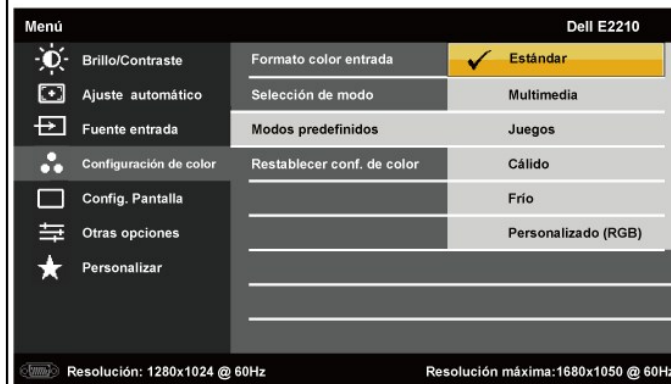 Menú
Dell E2210
Brillo/Contraste
Formato color entrada
Estándar
Ajuste automático
Selección de modo
Multimedia
Fuente entrada
Modos predefinidos
Juegos
Configuración de color
Restablecer conf. de color
Cálido
Config. Pantalla
Frío
Otras opciones
Personalizado (RGB)
Personalizar
Resolución: 1280x1024 @ 60Hz
Resolución máxima:1680x1050 @ 60Hz